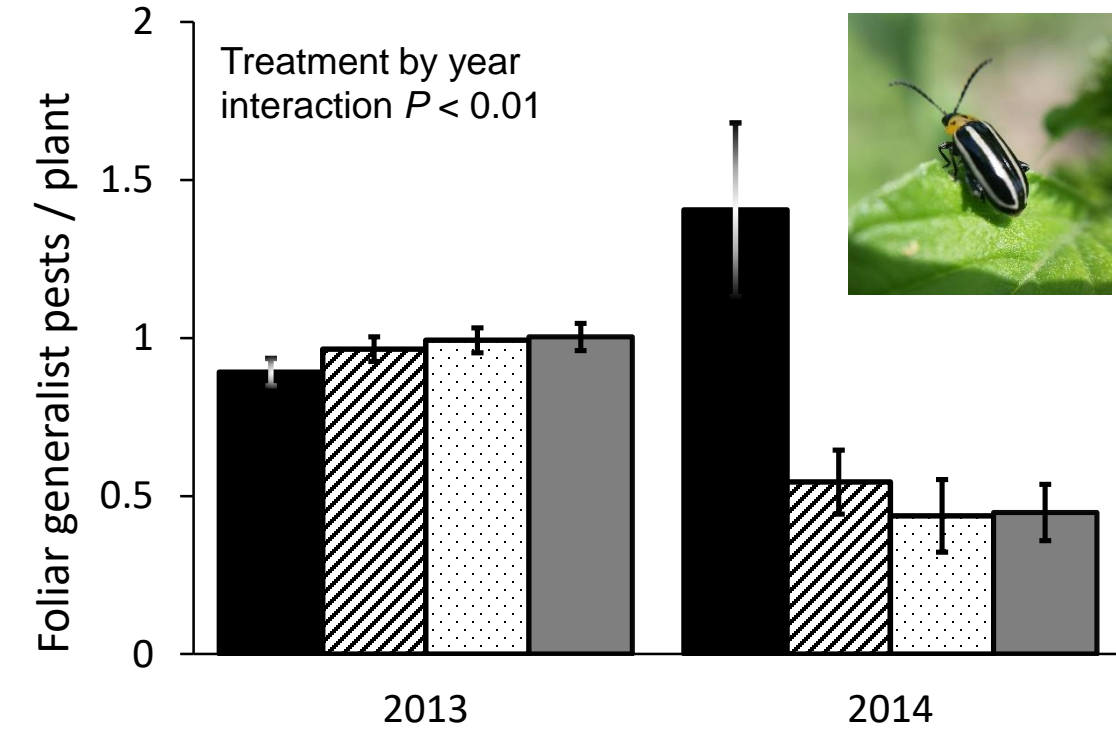 Foliar generalist pests / plant
2
1.5
1
0.5
0
Treatment by year
interaction P < 0.01
2013
2014